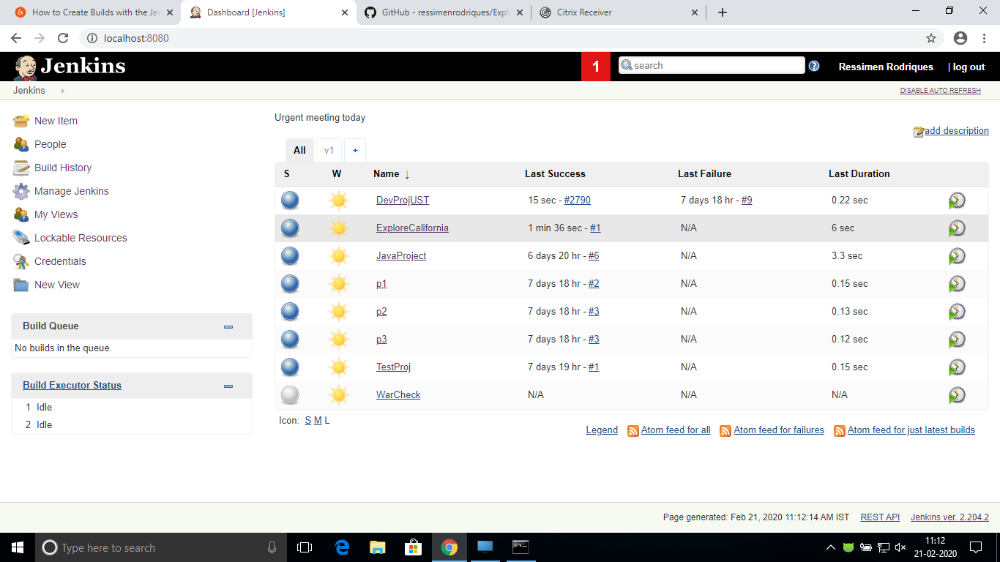 How to Create Builds with the Je
Dashboard [Jenkins]
GitHub - ressimenrodriques/Expl
Citrix Receiver
localhost:8080
Jenkins
1
search
Ressimen Rodriques
| log out
Jenkins
DISABLE AUTO REFRESH
New Item
People
Build History
Manage Jenkins
My Views
Lockable Resources
Credentials
New View
Build Queue
No builds in the queue.
Build Executor Status
1 Idle
2 Idle
Urgent meeting today
add description
All v1 +
S W Name ↓ Last Success Last Failure Last Duration
DevProjUST 15 sec - #2790 7 days 18 hr - #9 0.22 sec
ExploreCalifornia 1 min 36 sec - #1 N/A 6 sec
JavaProject 6 days 20 hr - #6 N/A 3.3 sec
p1 7 days 18 hr - #2 N/A 0.15 sec
p2 7 days 18 hr - #3 N/A 0.13 sec
p3 7 days 18 hr - #3 N/A 0.12 sec
TestProj 7 days 19 hr - #1 N/A 0.15 sec
WarCheck N/A N/A N/A
Icon: S M L
Legend Atom feed for all Atom feed for failures Atom feed for just latest builds
Page generated: Feb 21, 2020 11:12:14 AM IST REST API Jenkins ver. 2.204.2
Type here to search
11:12
21-02-2020